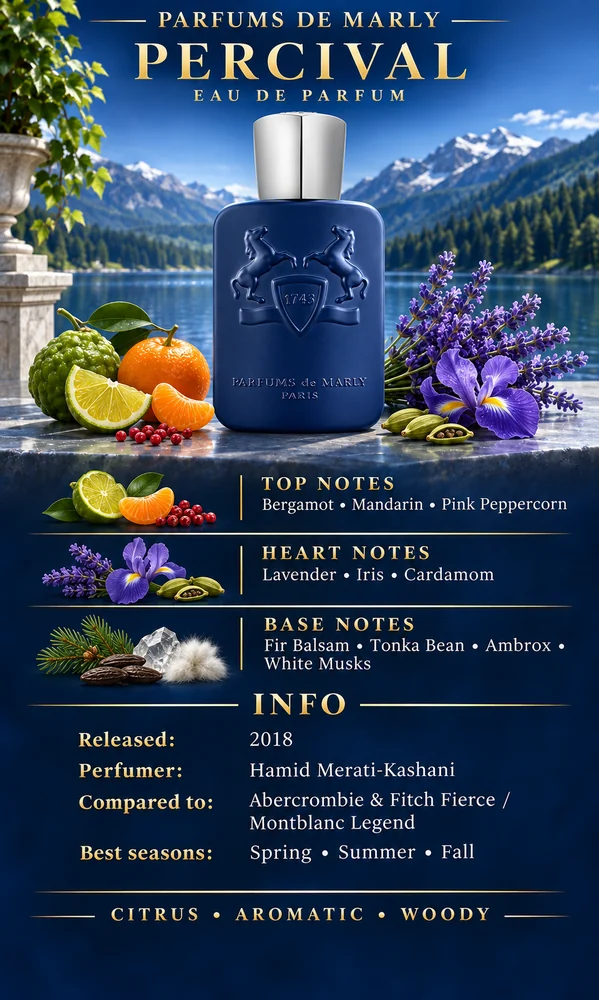 PARFUMS DE MARLY
PERCIVAL
EAU DE PARFUM
1743
PARFUMS de MARLY
PARIS
TOP NOTES
Bergamot • Mandarin • Pink Peppercorn
HEART NOTES
Lavender • Iris • Cardamom
BASE NOTES
Fir Balsam • Tonka Bean • Ambrox •
White Musks
INFO
Released: 2018
Perfumer: Hamid Merati-Kashani
Compared to: Abercrombie & Fitch Fierce /
Montblanc Legend
Best seasons: Spring • Summer • Fall
CITRUS • AROMATIC • WOODY